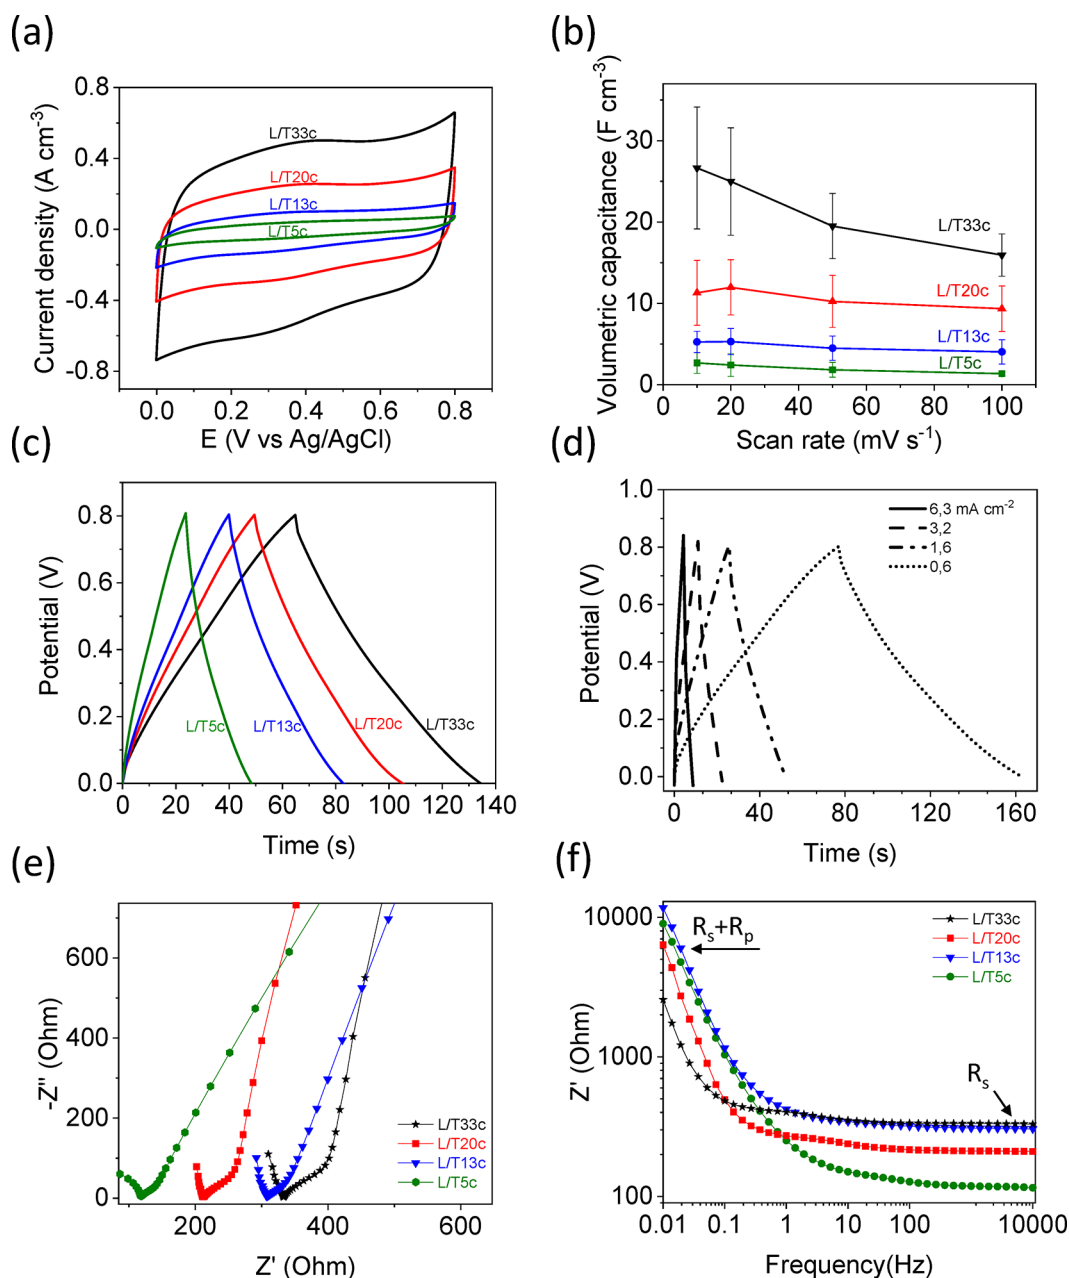 (a)
0.8
0.4
0.0
-0.4
-0.8
Current density (A cm⁻³)
L/T33c
L/T20c
L/T13c
L/T5c
0.0 0.2 0.4 0.6 0.8
E (V vs Ag/AgCl)
(b)
30
20
10
0
Volumetric capacitance (F cm⁻³)
L/T33c
L/T20c
L/T13c
L/T5c
0 20 40 60 80 100
Scan rate (mV s⁻¹)
(c)
0.8
0.6
0.4
0.2
0.0
Potential (V)
L/T5c L/T13c L/T20c L/T33c
0 20 40 60 80 100 120 140
Time (s)
(d)
1.0
0.8
0.6
0.4
0.2
0.0
Potential (V)
6,3 mA cm⁻²
3,2
1,6
0,6
0 40 80 120 160
Time (s)
(e)
600
400
200
0
-Z'' (Ohm)
L/T33c
L/T20c
L/T13c
L/T5c
200 400 600
Z' (Ohm)
(f)
10000
1000
100
Z' (Ohm)
Rₛ+Rₚ
L/T33c
L/T20c
L/T13c
L/T5c
Rₛ
0.01 0.1 1 10 100 10000
Frequency(Hz)